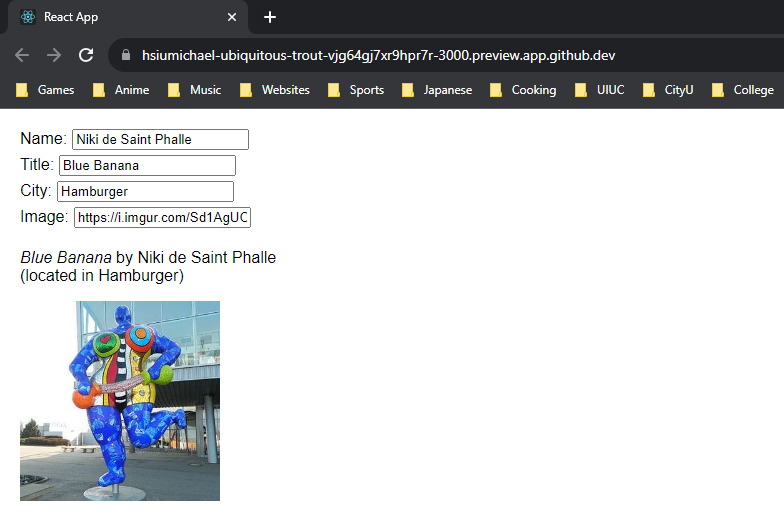 React App
hsiumichael-ubiquitous-trout-vjg64gj7xr9hpr7r-3000.preview.app.github.dev
Games Anime Music Websites Sports Japanese Cooking UIUC CityU College
Name: Niki de Saint Phalle
Title: Blue Banana
City: Hamburger
Image: https://i.imgur.com/Sd1AgUO
Blue Banana by Niki de Saint Phalle
(located in Hamburger)